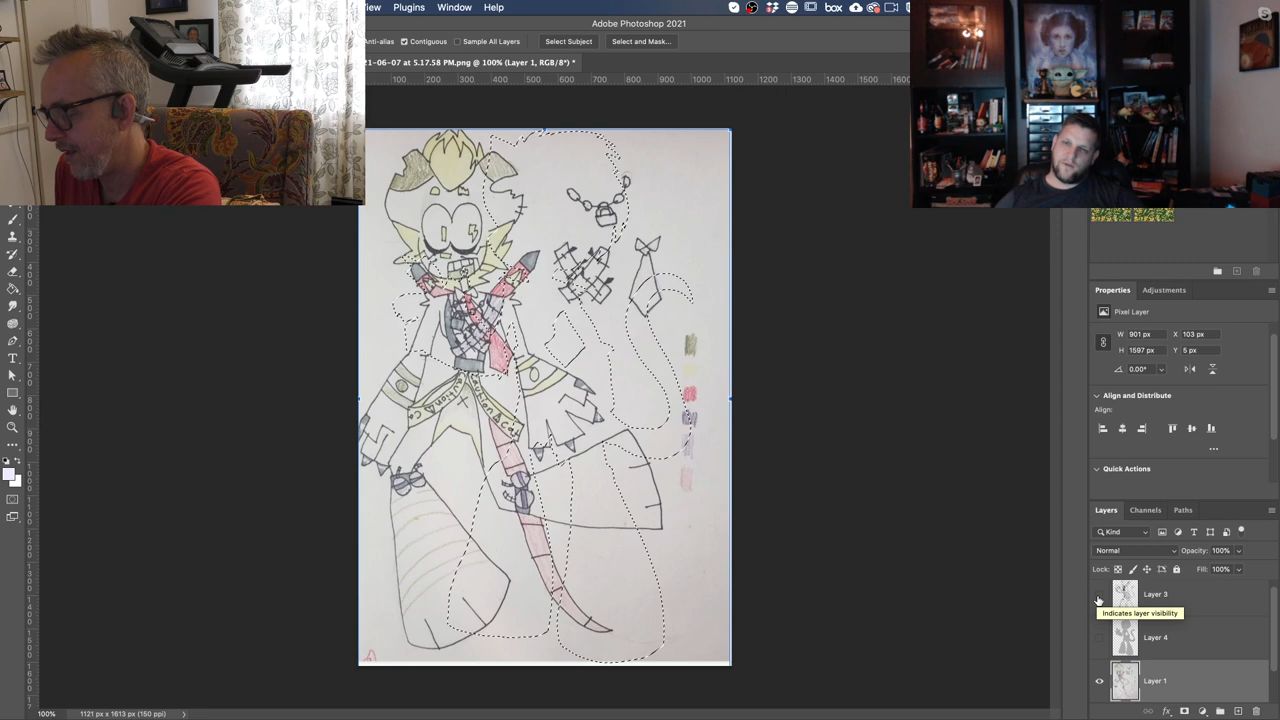 View Plugins Window Help
box
Adobe Photoshop 2021
Anti-alias Contiguous Sample All Layers Select Subject Select and Mask...
21-06-07 at 5.17.58 PM.png @ 100% (Layer 1, RGB/8*) *
100 200 300 400 500 600 700 800 900 1000 1100 1200 1300 1400 1500 1600
Properties Adjustments
Pixel Layer
W 901 px X 103 px
H 1597 px Y 5 px
0.00°
Align and Distribute
Align:
Quick Actions
CAUTION
CAUTION
Layers Channels Paths
Kind
Normal Opacity: 100%
Lock: Fill: 100%
Layer 3
Indicates layer visibility
Layer 4
Layer 1
100% 1121 px x 1613 px (150 ppi)